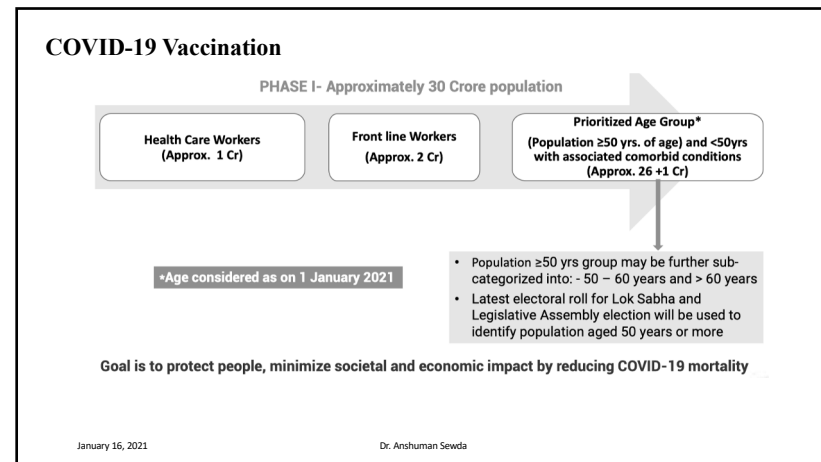 COVID-19 Vaccination
PHASE I- Approximately 30 Crore population
Health Care Workers
(Approx.  1 Cr)
Front line Workers
(Approx. 2 Cr)
Prioritized Age Group*
(Population ≥50 yrs. of age) and <50yrs
with associated comorbid conditions
(Approx. 26 +1 Cr)
*Age considered as on 1 January 2021
• Population ≥50 yrs group may be further sub-
categorized into: - 50 – 60 years and > 60 years
• Latest electoral roll for Lok Sabha and
Legislative Assembly election will be used to
identify population aged 50 years or more
Goal is to protect people, minimize societal and economic impact by reducing COVID-19 mortality
January 16, 2021
Dr. Anshuman Sewda